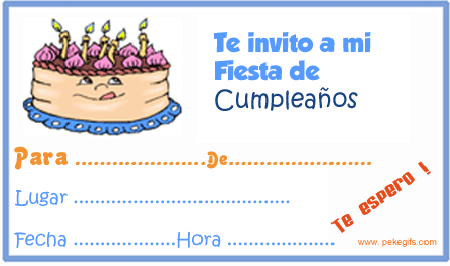 Te invito a mi
Fiesta de
Cumpleaños
Para ......................De........................
Lugar ........................................
Te espero !
Fecha ....................Hora ....................
www. pekegifs.com